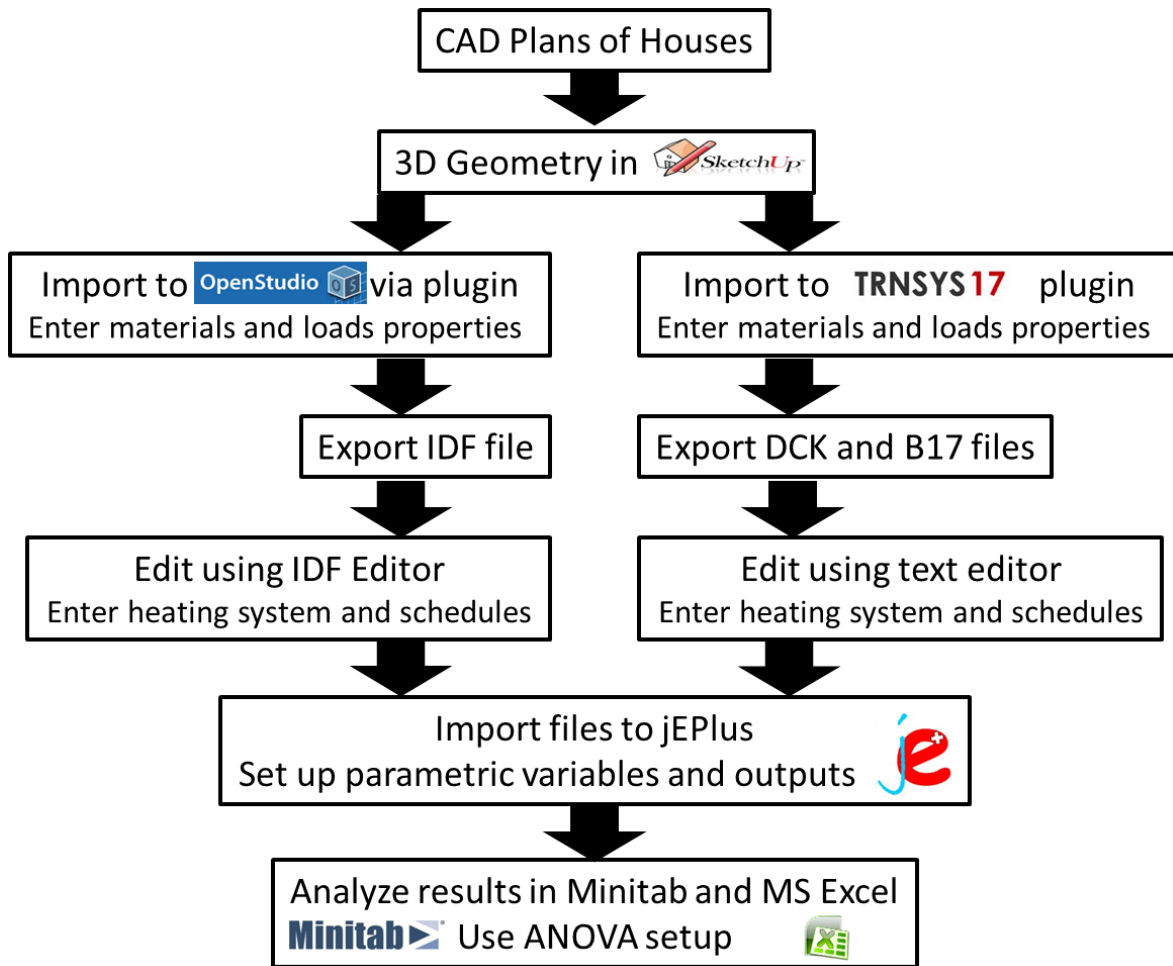 CAD Plans of Houses
3D Geometry in SketchUp
Import to OpenStudio via plugin
Enter materials and loads properties
Import to TRNSYS17 plugin
Enter materials and loads properties
Export IDF file
Export DCK and B17 files
Edit using IDF Editor
Enter heating system and schedules
Edit using text editor
Enter heating system and schedules
Import files to jEPlus
Set up parametric variables and outputs je+
Analyze results in Minitab and MS Excel
Minitab Use ANOVA setup